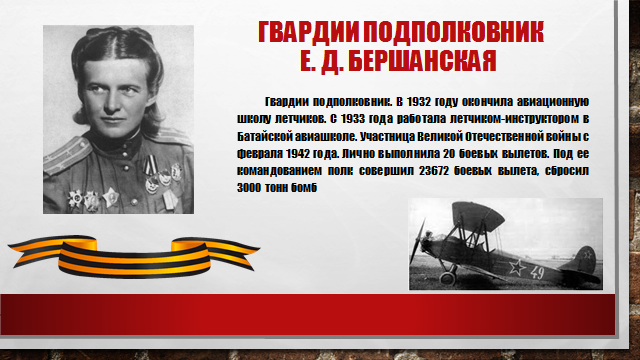 ГВАРДИИ ПОДПОЛКОВНИК
Е. Д. БЕРШАНСКАЯ
Гвардии подполковник. В 1932 году окончила авиационную
школу летчиков. С 1933 года работала летчиком-инструктором в
Батайской авиашколе. Участница Великой Отечественной войны с
февраля 1942 года. Лично выполнила 20 боевых вылетов. Под ее
командованием полк совершил 23672 боевых вылета, сбросил
3000 тонн бомб
49